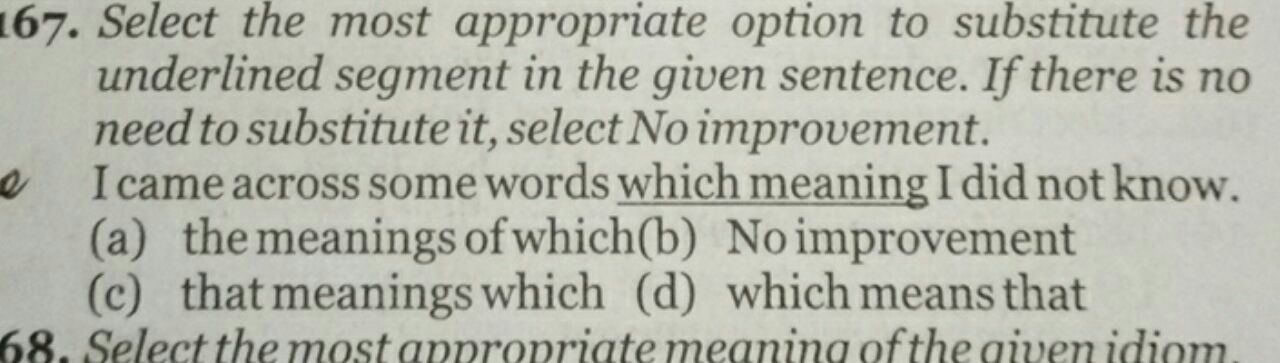 167. Select the most appropriate option to substitute the
underlined segment in the given sentence. If there is no
need to substitute it, select No improvement.
I came across some words which meaning I did not know.
(a) the meanings of which (b) No improvement
(c) that meanings which (d) which means that
68. Select the most appropriate meaning of the given idiom.